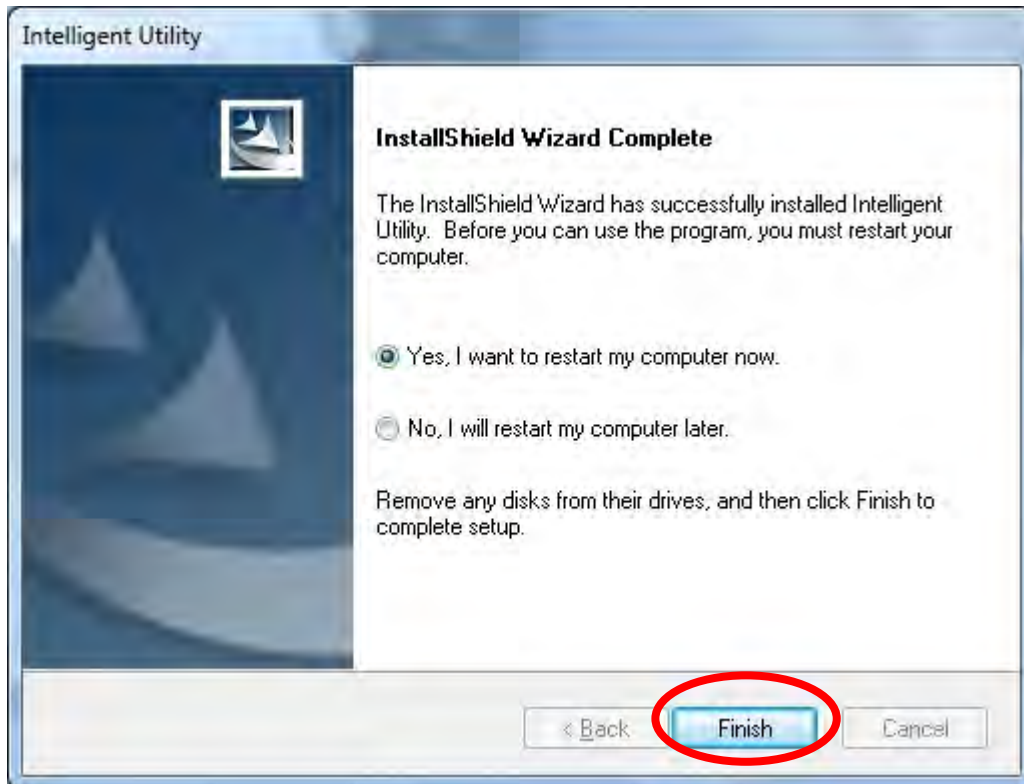 Intelligent Utility
InstallShield Wizard Complete
The InstallShield Wizard has successfully installed Intelligent
Utility. Before you can use the program, you must restart your
computer.
Yes, I want to restart my computer now.
No, I will restart my computer later.
Remove any disks from their drives, and then click Finish to
complete setup.
< Back Finish Cancel